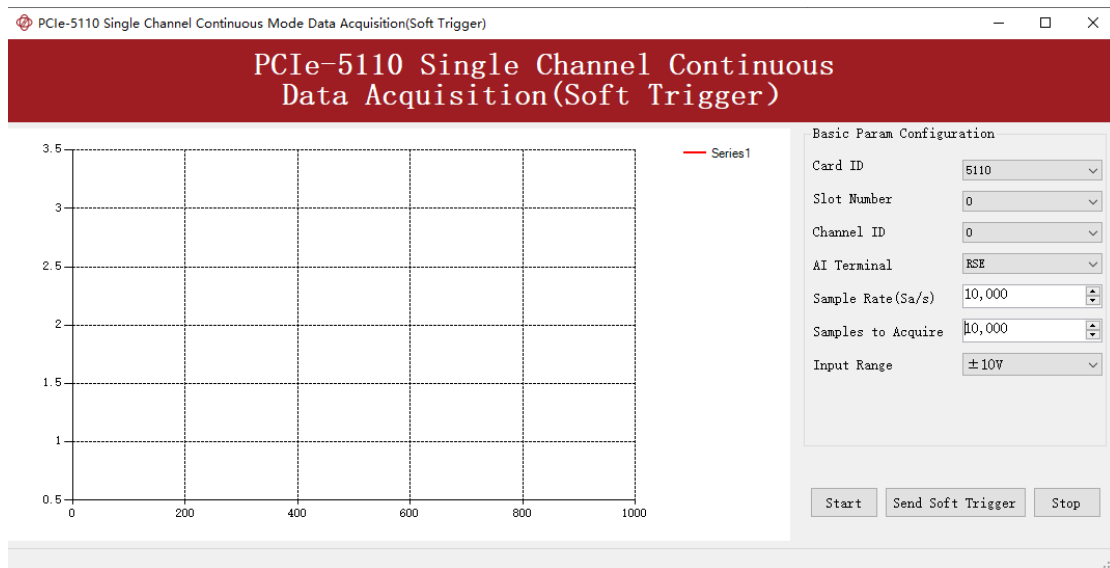 PCIe-5110 Single Channel Continuous Mode Data Acquisition(Soft Trigger)
PCIe-5110 Single Channel Continuous
Data Acquisition(Soft Trigger)
3.5
3
2.5
2
1.5
1
0.5
0 200 400 600 800 1000
Series1
Basic Param Configuration
Card ID 5110
Slot Number 0
Channel ID 0
AI Terminal RSE
Sample Rate(Sa/s) 10,000
Samples to Acquire 10,000
Input Range ±10V
Start Send Soft Trigger Stop